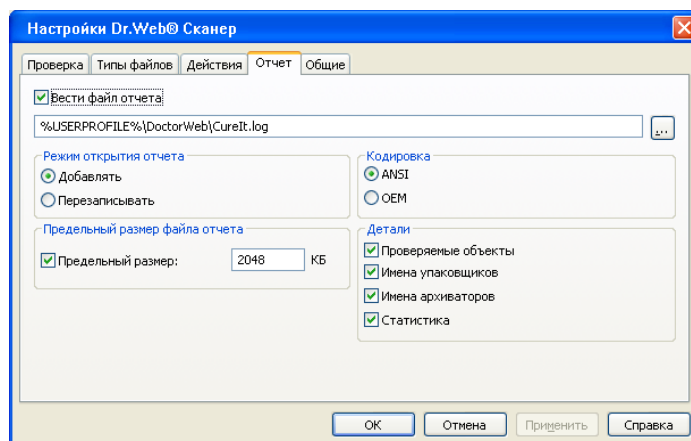 Настройки Dr.Web® Сканер
Проверка Типы файлов Действия Отчет Общие
Вести файл отчета
%USERPROFILE%\DoctorWeb\CureIt.log
...
Режим открытия отчета
Добавлять
Перезаписывать
Кодировка
ANSI
OEM
Предельный размер файла отчета
Предельный размер: 2048 КБ
Детали
Проверяемые объекты
Имена упаковщиков
Имена архиваторов
Статистика
ОК Отмена Применить Справка